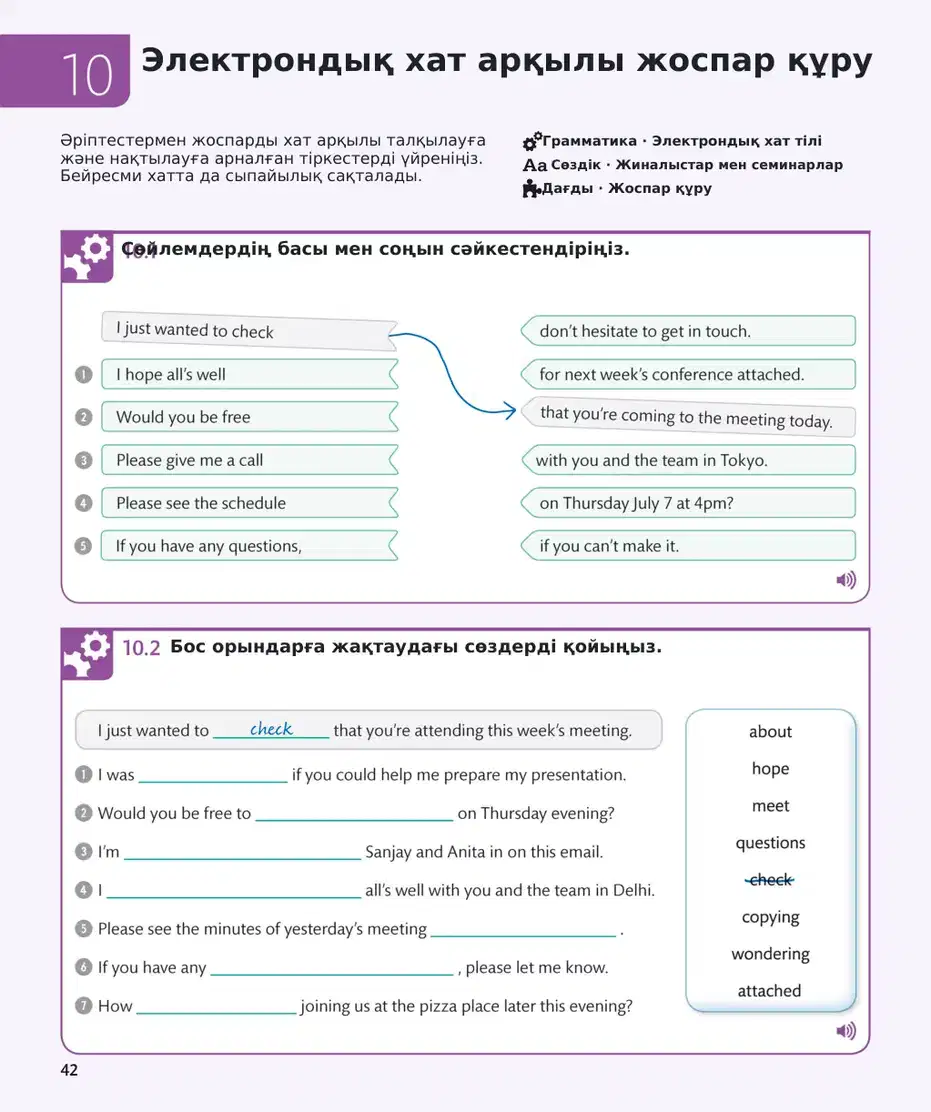 10
Электрондық хат арқылы жоспар құру
Әріптестермен жоспарды хат арқылы талқылауға
және нақтылауға арналған тіркестерді үйреніңіз.
Бейресми хатта да сыпайылық сақталады.
Грамматика · Электрондық хат тілі
Aa Сөздік · Жиналыстар мен семинарлар
Дағды · Жоспар құру
10.1 Сөйлемдердің басы мен соңын сәйкестендіріңіз.
I just wanted to check
1 I hope all's well
2 Would you be free
3 Please give me a call
4 Please see the schedule
5 If you have any questions,
don't hesitate to get in touch.
for next week's conference attached.
that you're coming to the meeting today.
with you and the team in Tokyo.
on Thursday July 7 at 4pm?
if you can't make it.
10.2 Бос орындарға жақтаудағы сөздерді қойыңыз.
I just wanted to check that you're attending this week's meeting.
1 I was ____ if you could help me prepare my presentation.
2 Would you be free to ____ on Thursday evening?
3 I'm ____ Sanjay and Anita in on this email.
4 I ____ all's well with you and the team in Delhi.
5 Please see the minutes of yesterday's meeting ____ .
6 If you have any ____ , please let me know.
7 How ____ joining us at the pizza place later this evening?
about
hope
meet
questions
check
copying
wondering
attached
42